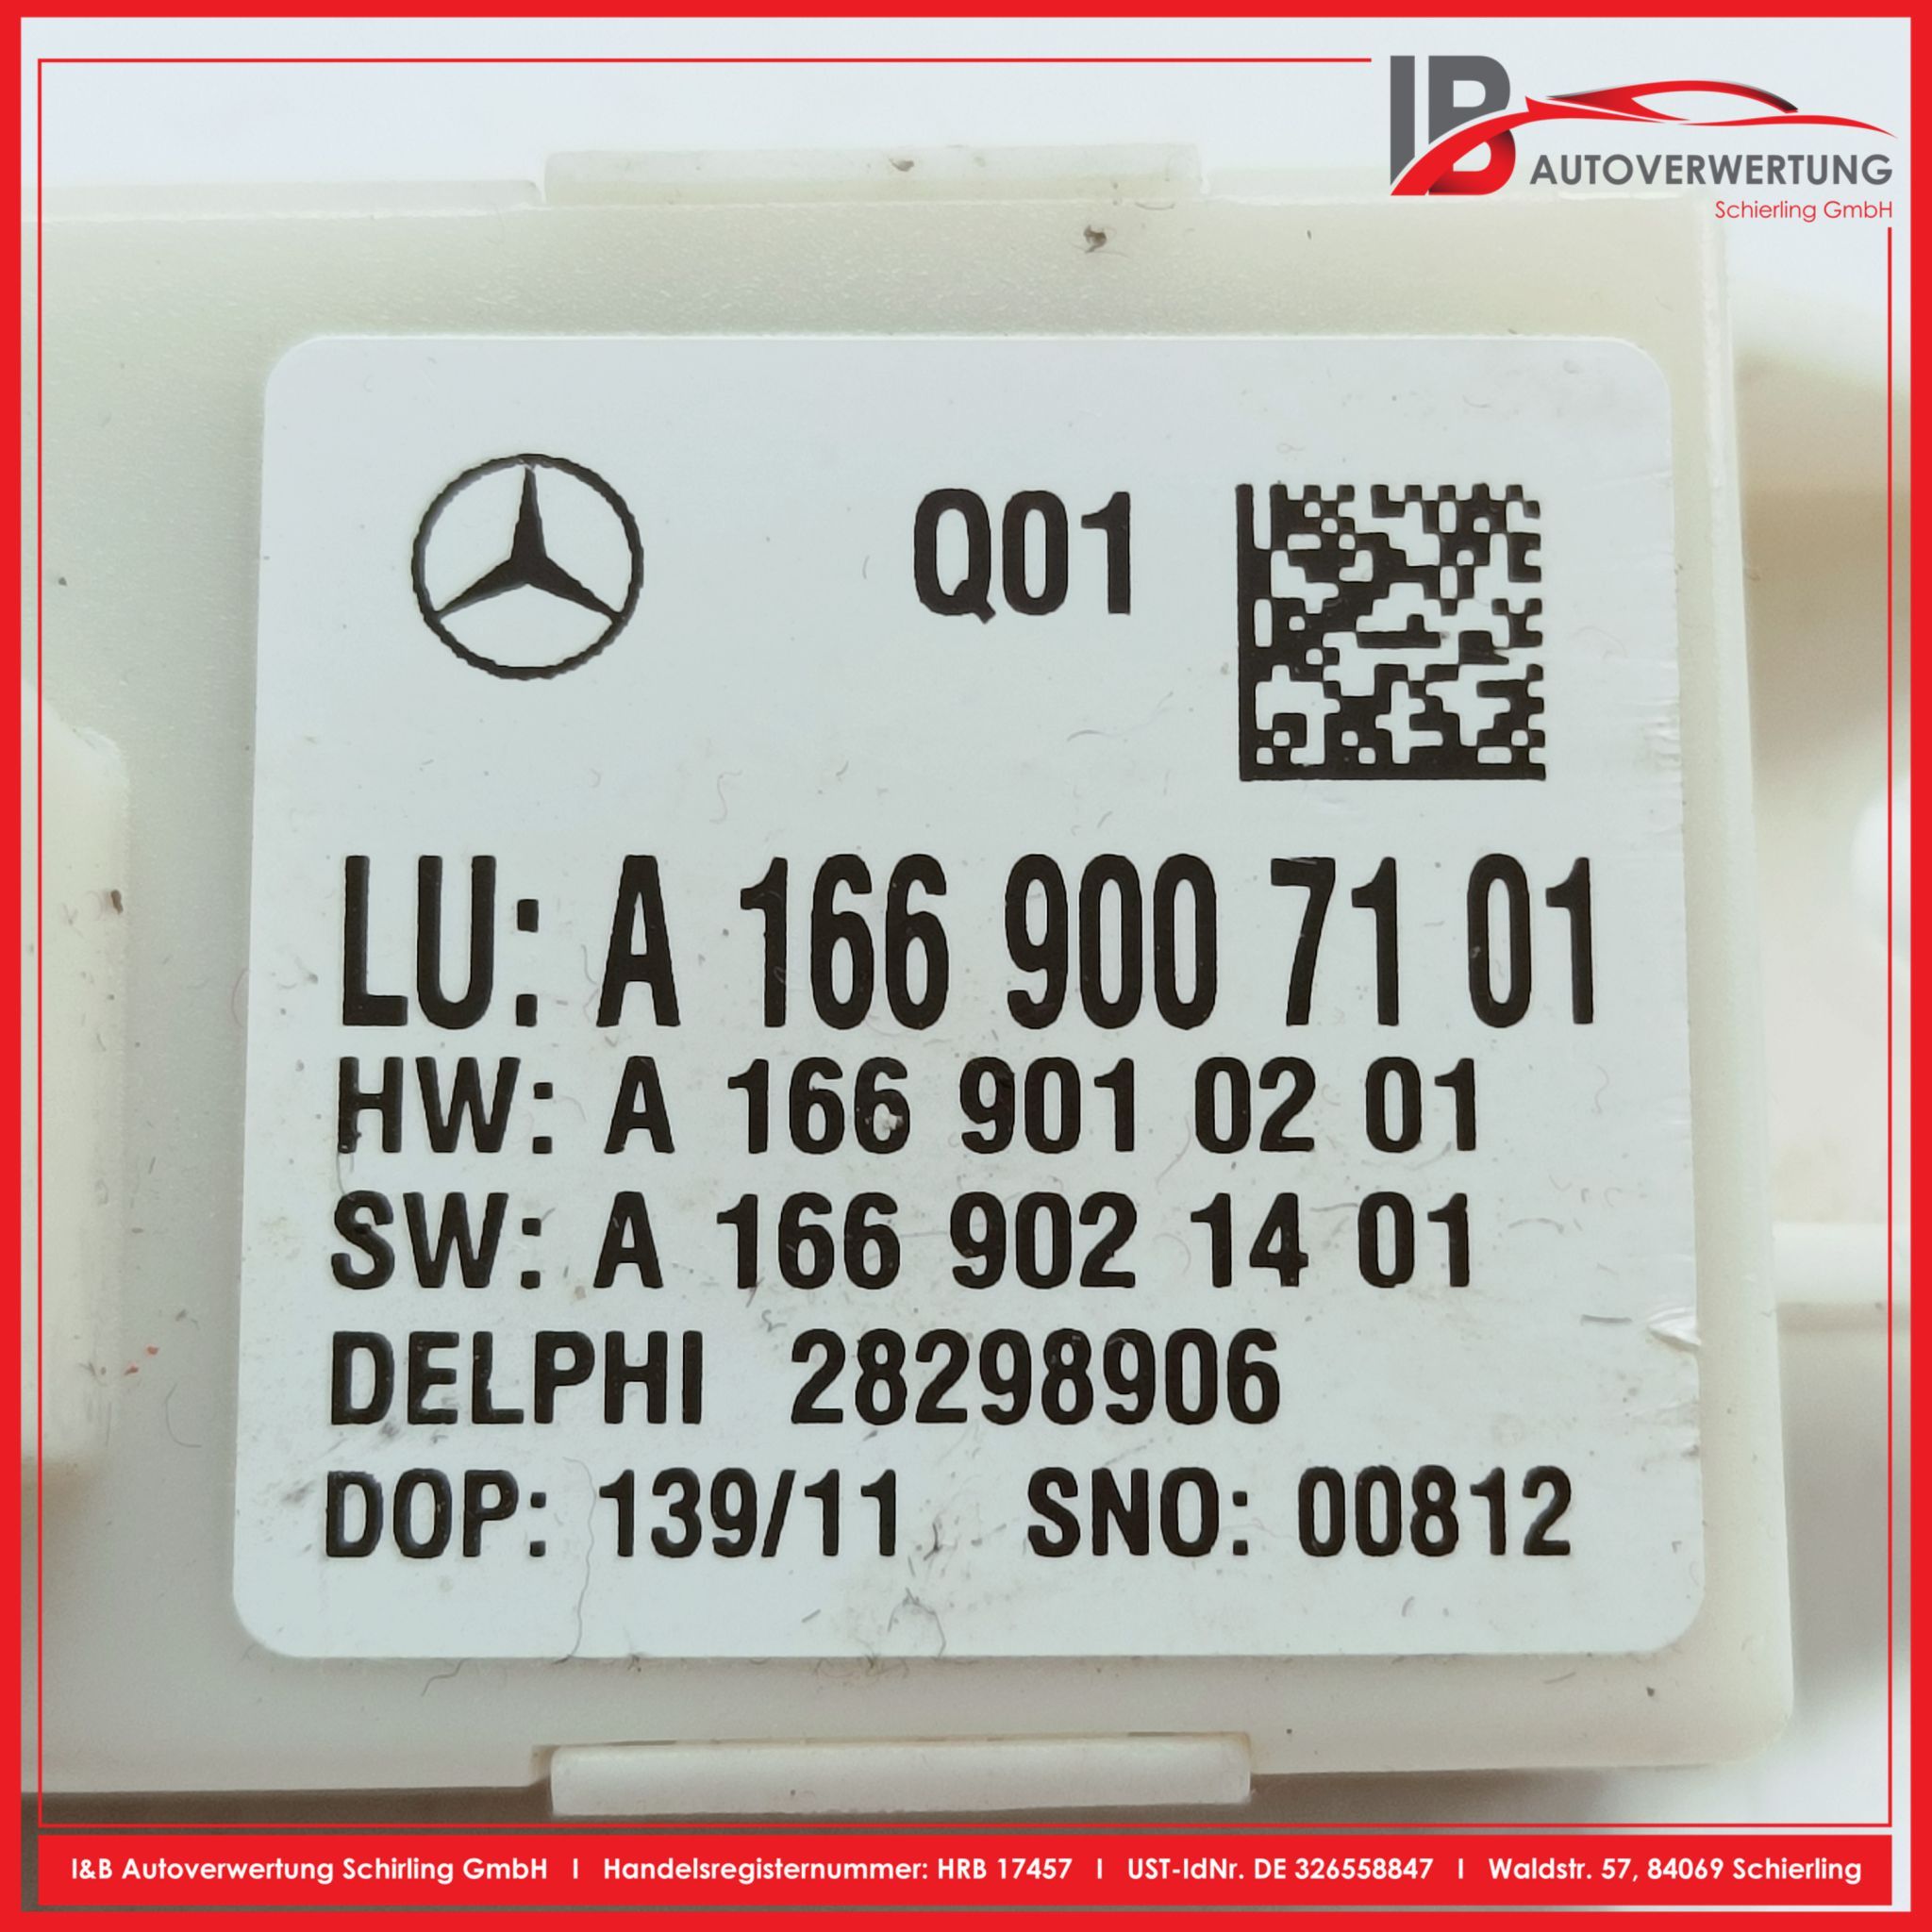 IB AUTOVERWERTUNG
Schierling GmbH
Q01
LU: A 166 900 71 01
HW: A 166 901 02 01
SW: A 166 902 14 01
DELPHI 28298906
DOP: 139/11 SNO: 00812
I&B Autoverwertung Schirling GmbH I Handelsregisternummer: HRB 17457 I UST-IdNr. DE 326558847 I Waldstr. 57, 84069 Schierling